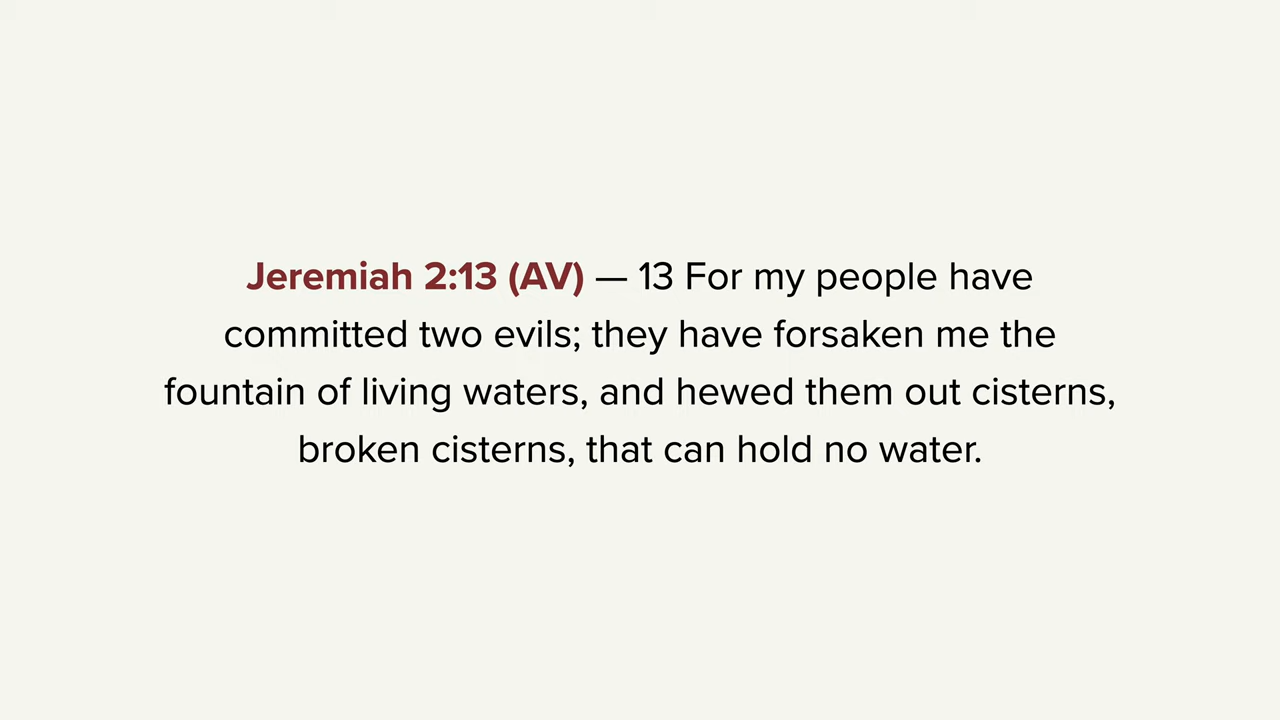 Jeremiah 2:13 (AV) — 13 For my people have
committed two evils; they have forsaken me the
fountain of living waters, and hewed them out cisterns,
broken cisterns, that can hold no water.